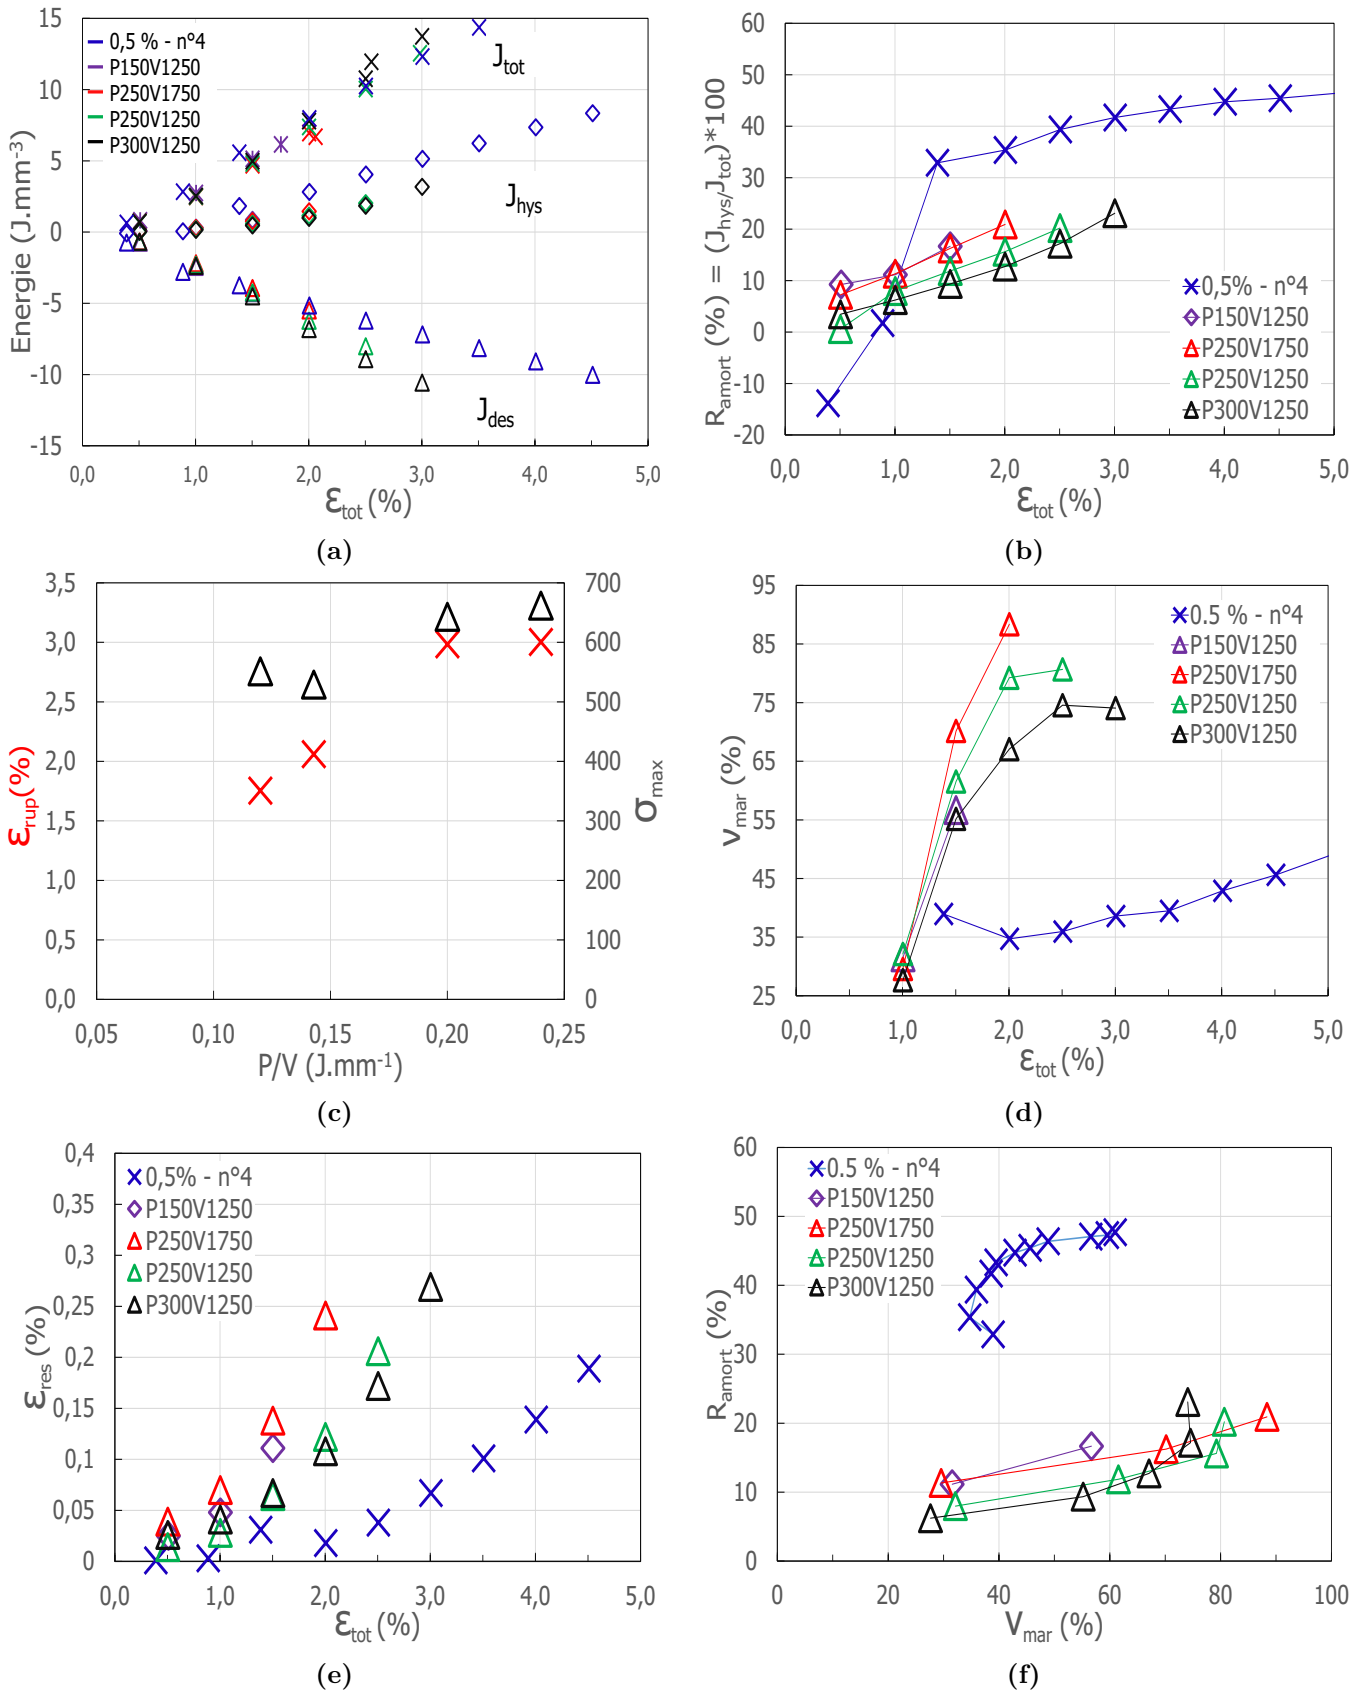 15
10
5
0
-5
-10
-15
Energie (J.mm-3)
0,5 % - n°4
P150V1250
P250V1750
P250V1250
P300V1250
Jtot
Jhys
Jdes
0,0 1,0 2,0 3,0 4,0 5,0
εtot (%)
(a)
60
50
40
30
20
10
0
-10
-20
Ramort (%) = (Jhys/Jtot)*100
0,5% - n°4
P150V1250
P250V1750
P250V1250
P300V1250
0,0 1,0 2,0 3,0 4,0 5,0
εtot (%)
(b)
3,5
3,0
2,5
2,0
1,5
1,0
0,5
0,0
εrup(%)
700
600
500
400
300
200
100
0
σmax
0,05 0,10 0,15 0,20 0,25
P/V (J.mm-1)
(c)
95
85
75
65
55
45
35
25
νmar (%)
0.5 % - n°4
P150V1250
P250V1750
P250V1250
P300V1250
0,0 1,0 2,0 3,0 4,0 5,0
εtot (%)
(d)
0,4
0,35
0,3
0,25
0,2
0,15
0,1
0,05
0
εres (%)
0,5% - n°4
P150V1250
P250V1750
P250V1250
P300V1250
0,0 1,0 2,0 3,0 4,0 5,0
εtot (%)
(e)
60
50
40
30
20
10
0
Ramort (%)
0.5 % - n°4
P150V1250
P250V1750
P250V1250
P300V1250
0 20 40 60 80 100
Vmar (%)
(f)